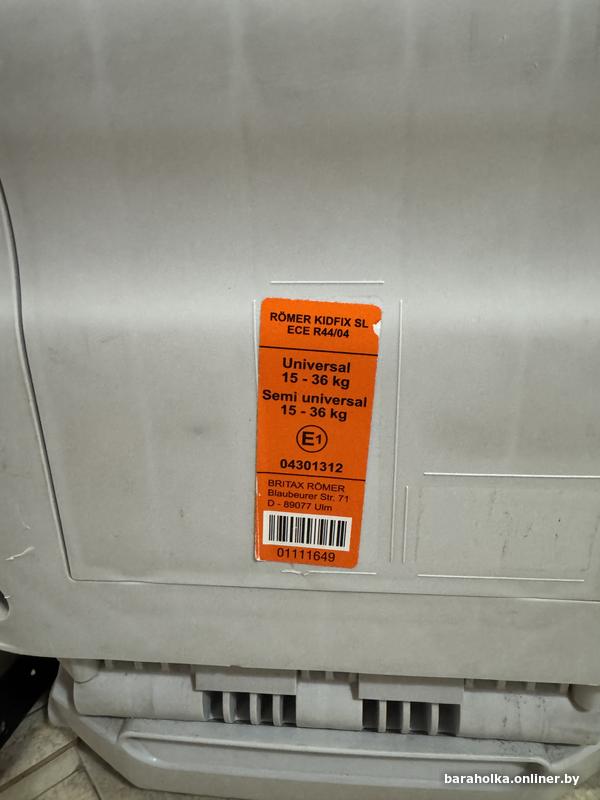 RÖMER KIDFIX SL
ECE R44/04
Universal
15 - 36 kg
Semi universal
15 - 36 kg
E1
04301312
BRITAX RÖMER
Blaubeurer Str. 71
D - 89077 Ulm
01111649
baraholka.onliner.by